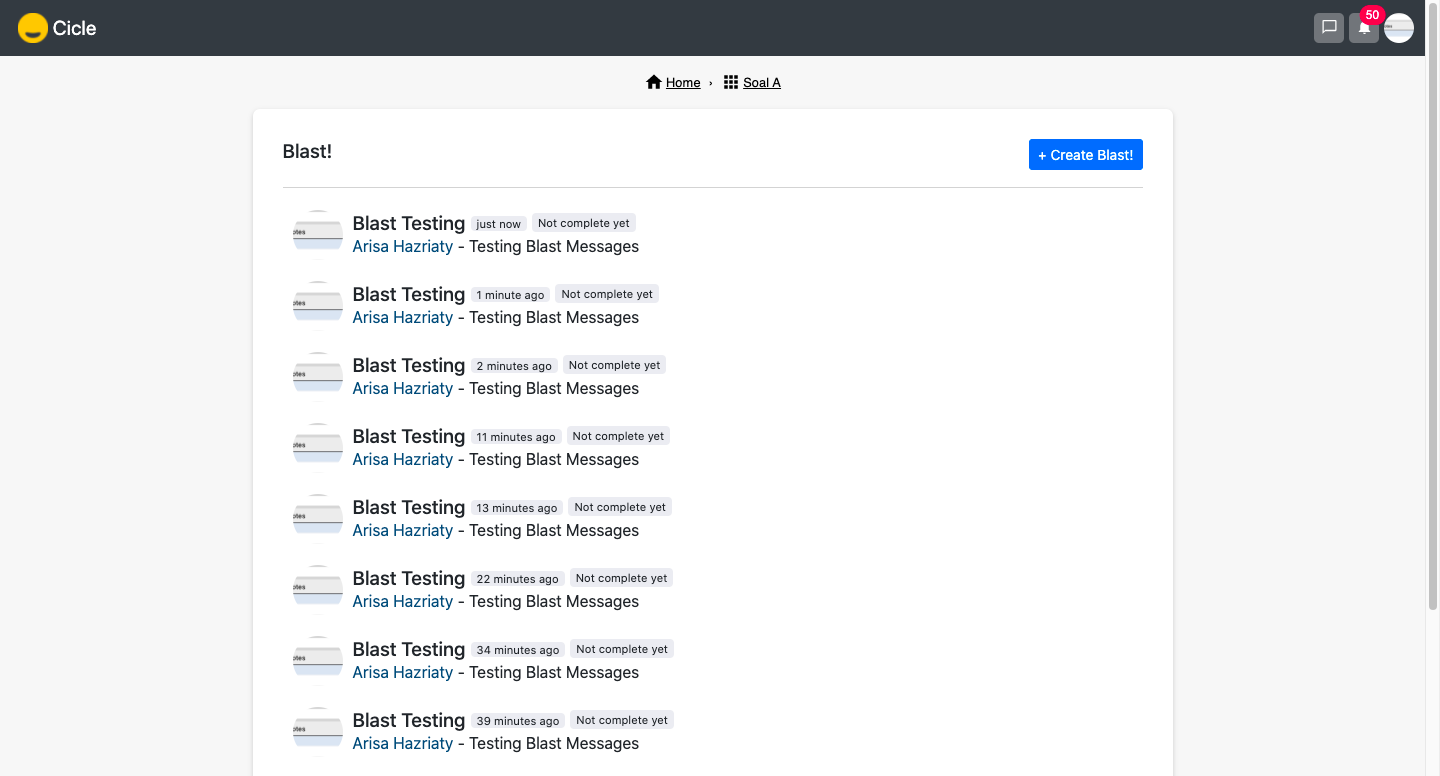 Cicle
50
Home › Soal A
Blast!
+ Create Blast!
Blast Testing just now Not complete yet
Arisa Hazriaty - Testing Blast Messages
Blast Testing 1 minute ago Not complete yet
Arisa Hazriaty - Testing Blast Messages
Blast Testing 2 minutes ago Not complete yet
Arisa Hazriaty - Testing Blast Messages
Blast Testing 11 minutes ago Not complete yet
Arisa Hazriaty - Testing Blast Messages
Blast Testing 13 minutes ago Not complete yet
Arisa Hazriaty - Testing Blast Messages
Blast Testing 22 minutes ago Not complete yet
Arisa Hazriaty - Testing Blast Messages
Blast Testing 34 minutes ago Not complete yet
Arisa Hazriaty - Testing Blast Messages
Blast Testing 39 minutes ago Not complete yet
Arisa Hazriaty - Testing Blast Messages